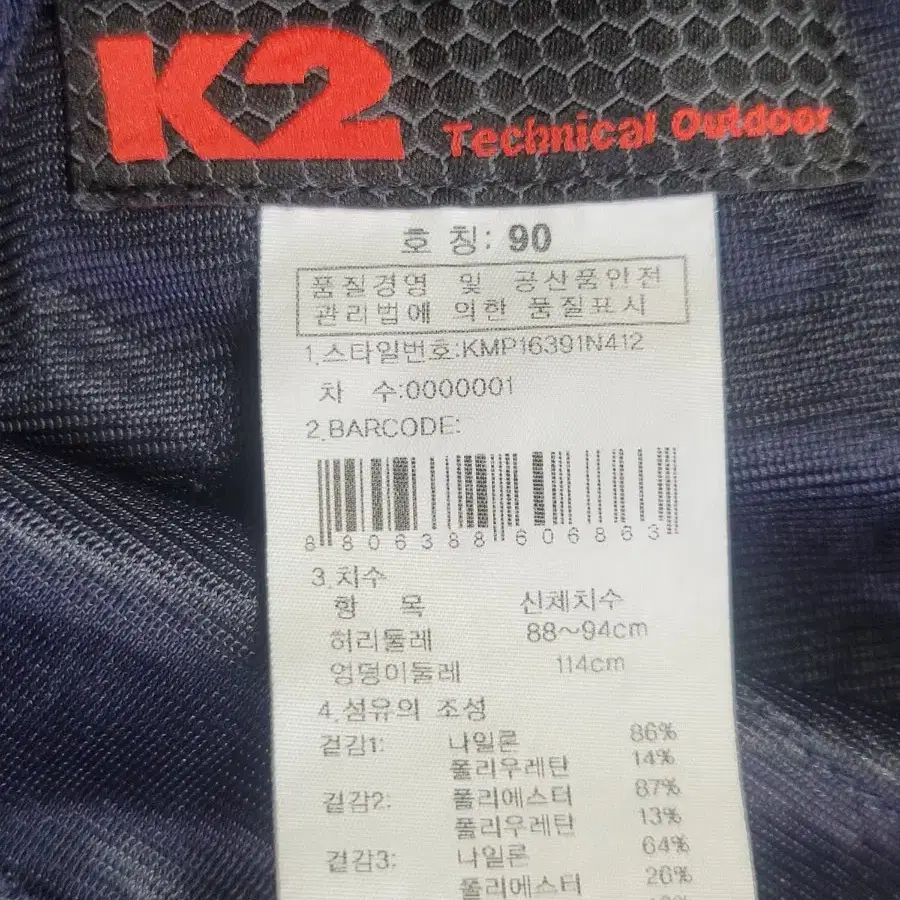 K2
Technical Outdoor
호 칭: 90
품질경영 및 공산품안전
관리법에 의한 품질표시
1.스타일번호:KMP16391N412
차 수:0000001
2.BARCODE:
8806388606863
3.치수
항 목 신체치수
허리둘레 88~94cm
엉덩이둘레 114cm
4.섬유의 조성
겉감1: 나일론 86%
폴리우레탄 14%
겉감2: 폴리에스터 87%
폴리우레탄 13%
겉감3: 나일론 64%
폴리에스터 26%